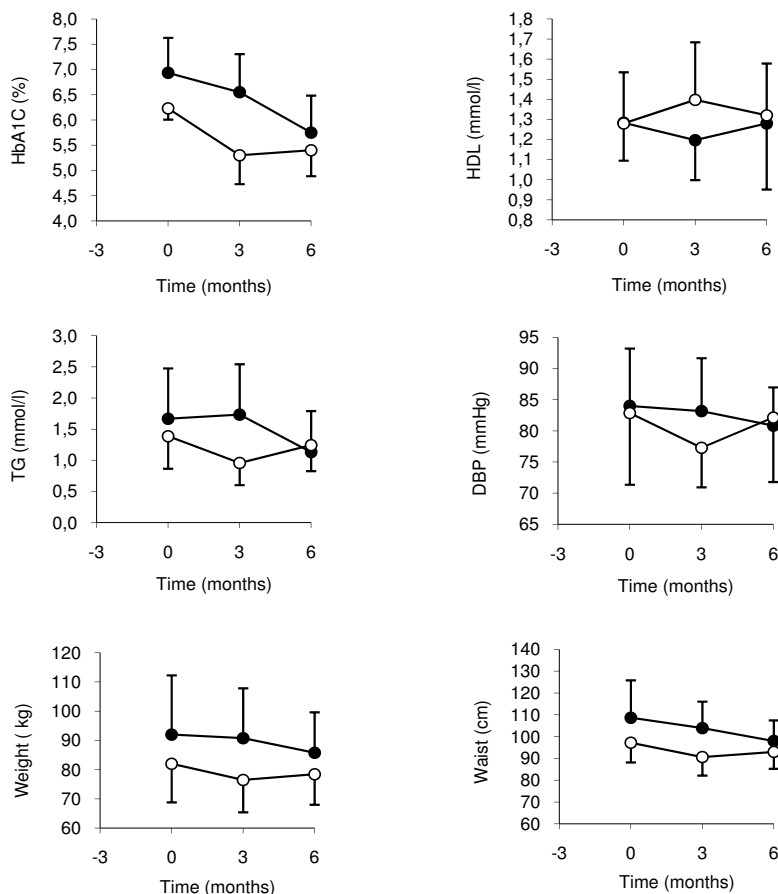 HbA1C (%)
8,0
7,5
7,0
6,5
6,0
5,5
5,0
4,5
4,0
-3 0 3 6
Time (months)
HDL (mmol/l)
1,8
1,7
1,6
1,5
1,4
1,3
1,2
1,1
1,0
0,9
0,8
-3 0 3 6
Time (months)
TG (mmol/l)
3,0
2,5
2,0
1,5
1,0
0,5
0,0
-3 0 3 6
Time (months)
DBP (mmHg)
95
90
85
80
75
70
65
-3 0 3 6
Time (months)
Weight ( kg)
120
110
100
90
80
70
60
-3 0 3 6
Time (months)
Waist (cm)
140
130
120
110
100
90
80
70
60
-3 0 3 6
Time (months)